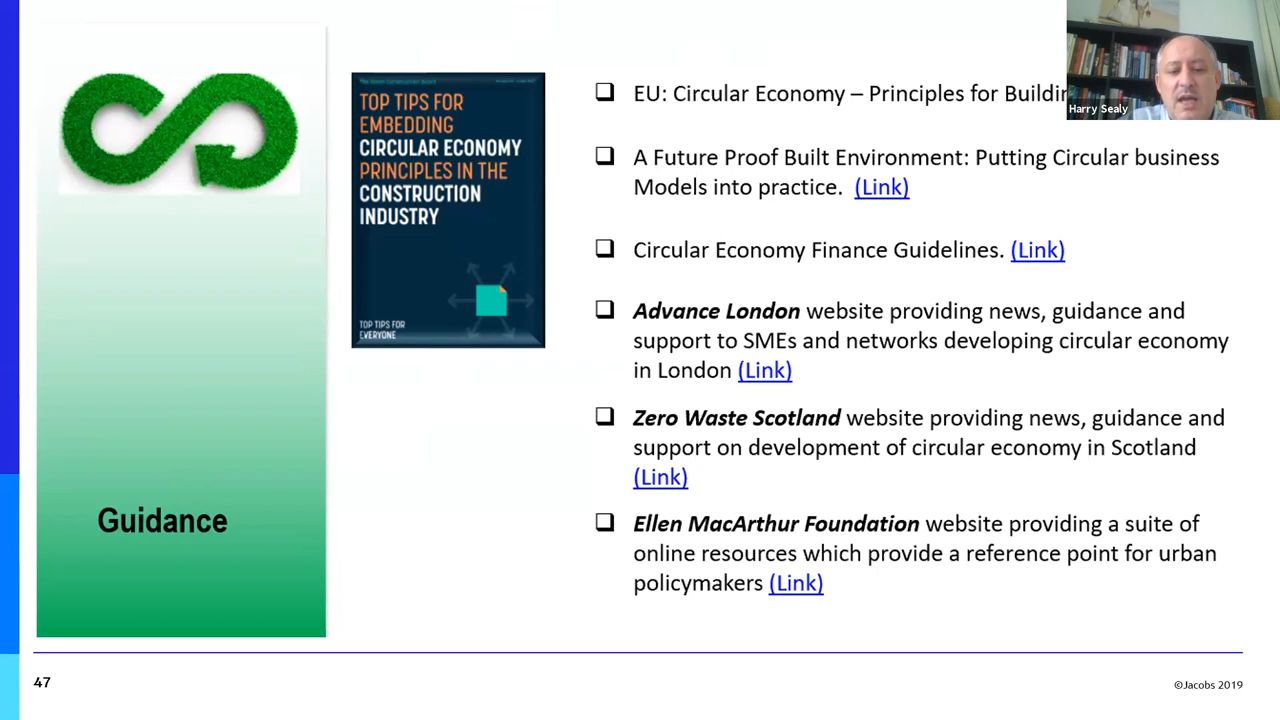 TOP TIPS FOR
EMBEDDING
CIRCULAR ECONOMY
PRINCIPLES IN THE
CONSTRUCTION
INDUSTRY
TOP TIPS FOR
EVERYONE
Guidance
❑ EU: Circular Economy – Principles for
❑ A Future Proof Built Environment: Putting Circular business
Models into practice. (Link)
❑ Circular Economy Finance Guidelines. (Link)
❑ Advance London website providing news, guidance and
support to SMEs and networks developing circular economy
in London (Link)
❑ Zero Waste Scotland website providing news, guidance and
support on development of circular economy in Scotland
(Link)
❑ Ellen MacArthur Foundation website providing a suite of
online resources which provide a reference point for urban
policymakers (Link)
Harry Sealy
47
©Jacobs 2019